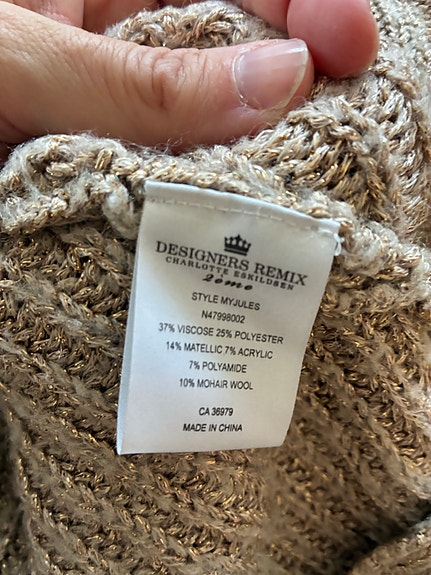 DESIGNERS REMIX
CHARLOTTE ESKILDSEN
2ème
STYLE MYJULES
N47998002
37% VISCOSE 25% POLYESTER
14% MATELLIC 7% ACRYLIC
7% POLYAMIDE
10% MOHAIR WOOL
CA 36979
MADE IN CHINA